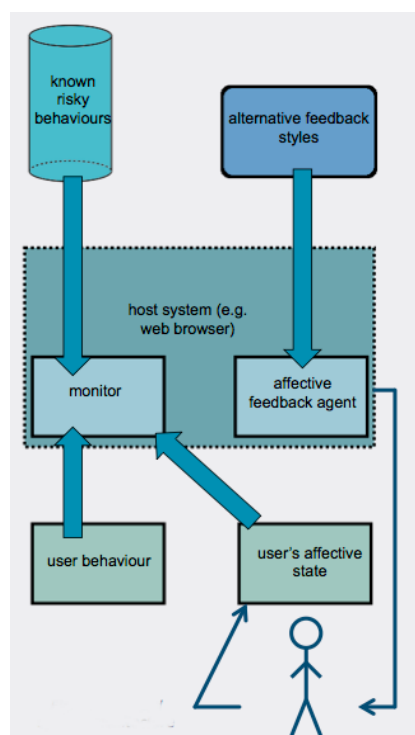 known
risky
behaviours
alternative feedback
styles
host system (e.g.
web browser)
monitor
affective
feedback agent
user behaviour
user's affective
state